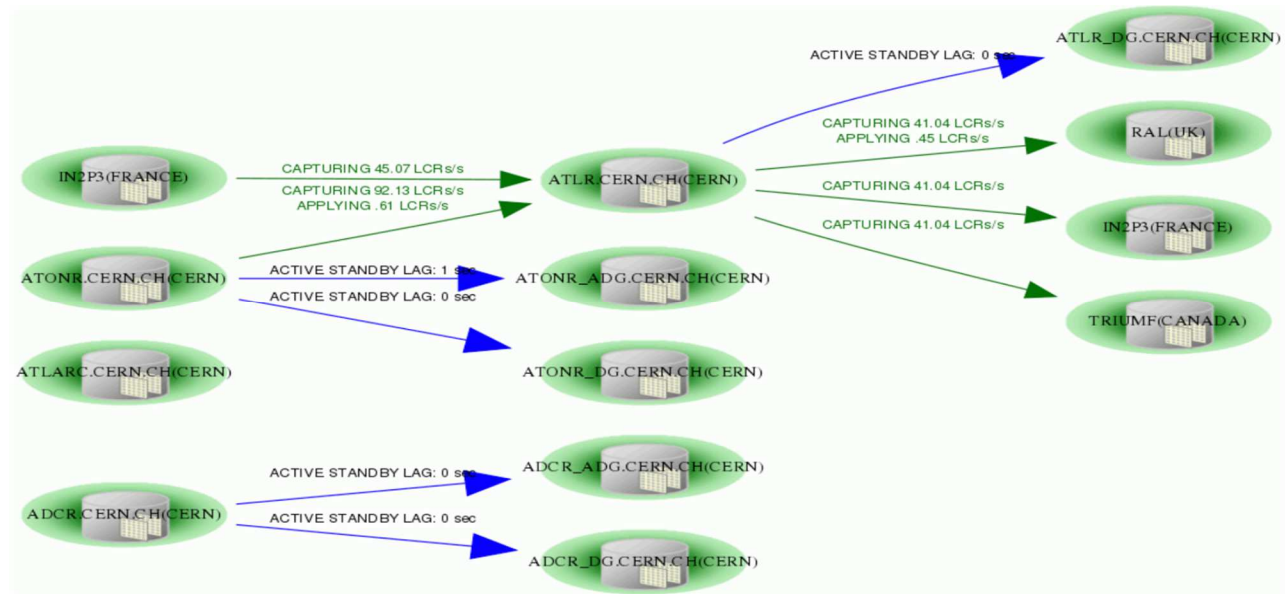 ATLR_DG.CERN.CH(CERN)
ACTIVE STANDBY LAG: 0 sec
CAPTURING 41.04 LCRs/s
APPLYING .45 LCRs/s
RAL(UK)
IN2P3(FRANCE)
CAPTURING 45.07 LCRs/s
ATLR.CERN.CH(CERN)
CAPTURING 92.13 LCRs/s
APPLYING .61 LCRs/s
CAPTURING 41.04 LCRs/s
IN2P3(FRANCE)
CAPTURING 41.04 LCRs/s
ATONR.CERN.CH(CERN)
ACTIVE STANDBY LAG: 1 sec
ATONR_ADG.CERN.CH(CERN)
ACTIVE STANDBY LAG: 0 sec
TRIUMF(CANADA)
ATLARC.CERN.CH(CERN)
ATONR_DG.CERN.CH(CERN)
ACTIVE STANDBY LAG: 0 sec
ADCR_ADG.CERN.CH(CERN)
ADCR.CERN.CH(CERN)
ACTIVE STANDBY LAG: 0 sec
ADCR_DG.CERN.CH(CERN)